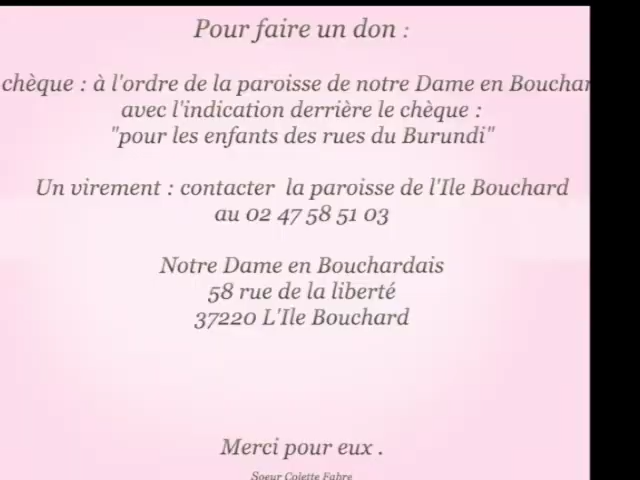 Pour faire un don :
chèque : à l'ordre de la paroisse de notre Dame en Bouchar
avec l'indication derrière le chèque :
"pour les enfants des rues du Burundi"
Un virement : contacter la paroisse de l'Ile Bouchard
au 02 47 58 51 03
Notre Dame en Bouchardais
58 rue de la liberté
37220 L'Ile Bouchard
Merci pour eux .
Soeur Colette Fabre